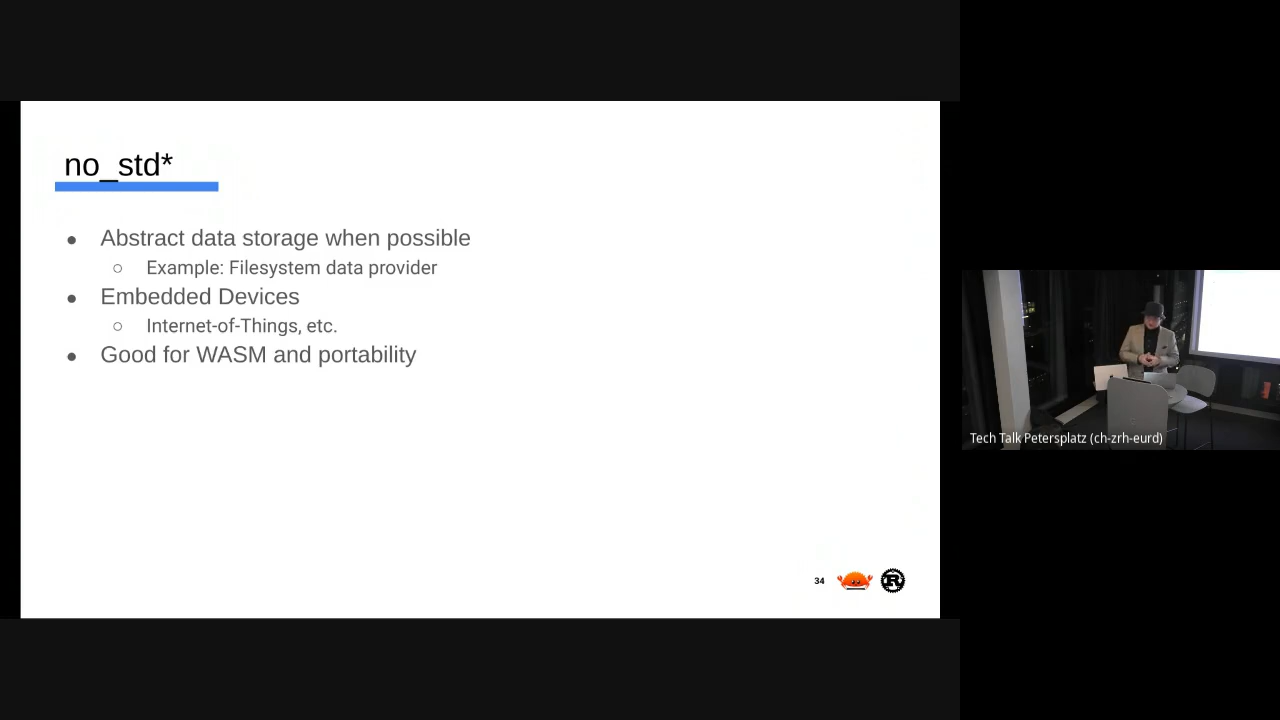 no_std*
● Abstract data storage when possible
○ Example: Filesystem data provider
● Embedded Devices
○ Internet-of-Things, etc.
● Good for WASM and portability
34
R
Tech Talk Petersplatz (ch-zrh-eurd)